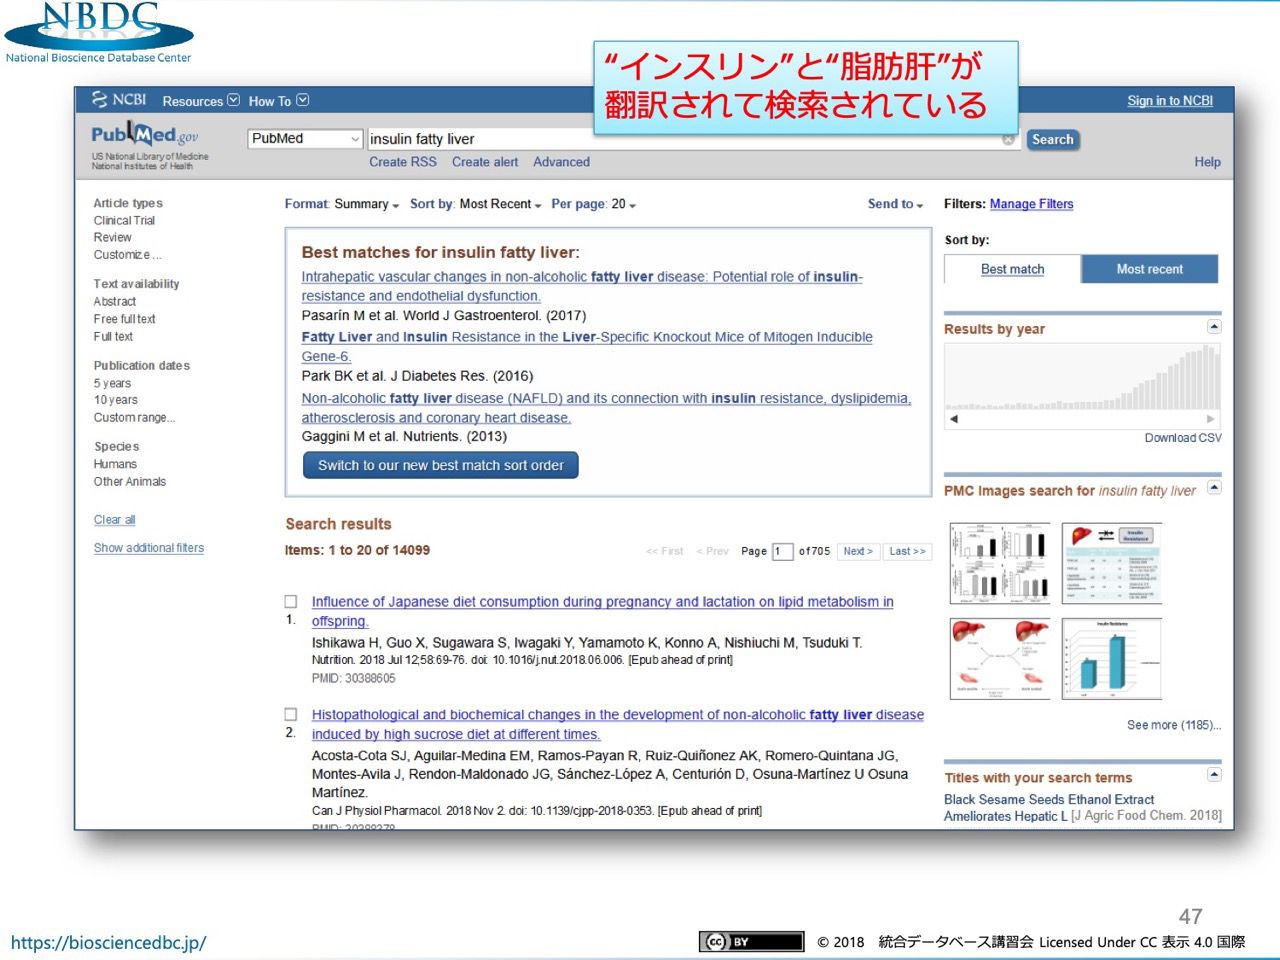 NBDC
National Bioscience Database Center
“インスリン”と“脂肪肝”が
翻訳されて検索されている
NCBI Resources How To Sign in to NCBI
PubMed.gov
US National Library of Medicine
National Institutes of Health
PubMed insulin fatty liver Search
Create RSS Create alert Advanced Help
Article types
Clinical Trial
Review
Customize ...
Text availability
Abstract
Free full text
Full text
Publication dates
5 years
10 years
Custom range...
Species
Humans
Other Animals
Clear all
Show additional filters
Format: Summary Sort by: Most Recent Per page: 20 Send to
Best matches for insulin fatty liver:
Intrahepatic vascular changes in non-alcoholic fatty liver disease: Potential role of insulin-
resistance and endothelial dysfunction.
Pasarín M et al. World J Gastroenterol. (2017)
Fatty Liver and Insulin Resistance in the Liver-Specific Knockout Mice of Mitogen Inducible
Gene-6.
Park BK et al. J Diabetes Res. (2016)
Non-alcoholic fatty liver disease (NAFLD) and its connection with insulin resistance, dyslipidemia,
atherosclerosis and coronary heart disease.
Gaggini M et al. Nutrients. (2013)
Switch to our new best match sort order
Search results
Items: 1 to 20 of 14099
<< First < Prev Page 1 of 705 Next > Last >>
1.
Influence of Japanese diet consumption during pregnancy and lactation on lipid metabolism in
offspring.
Ishikawa H, Guo X, Sugawara S, Iwagaki Y, Yamamoto K, Konno A, Nishiuchi M, Tsuduki T.
Nutrition. 2018 Jul 12;58:69-76. doi: 10.1016/j.nut.2018.06.006. [Epub ahead of print]
PMID: 30388605
2.
Histopathological and biochemical changes in the development of non-alcoholic fatty liver disease
induced by high sucrose diet at different times.
Acosta-Cota SJ, Aguilar-Medina EM, Ramos-Payan R, Ruiz-Quiñonez AK, Romero-Quintana JG,
Montes-Avila J, Rendon-Maldonado JG, Sánchez-López A, Centurión D, Osuna-Martínez U Osuna
Martínez.
Can J Physiol Pharmacol. 2018 Nov 2. doi: 10.1139/cjpp-2018-0353. [Epub ahead of print]
PMID: 30388378
Filters: Manage Filters
Sort by:
Best match Most recent
Results by year
Download CSV
PMC Images search for insulin fatty liver
Insulin
Resistance
Insulin Resistance
See more (1185)...
Titles with your search terms
Black Sesame Seeds Ethanol Extract
Ameliorates Hepatic L [J Agric Food Chem. 2018]
47
https://biosciencedbc.jp/
CC BY
© 2018 統合データベース講習会 Licensed Under CC 表示 4.0 国際